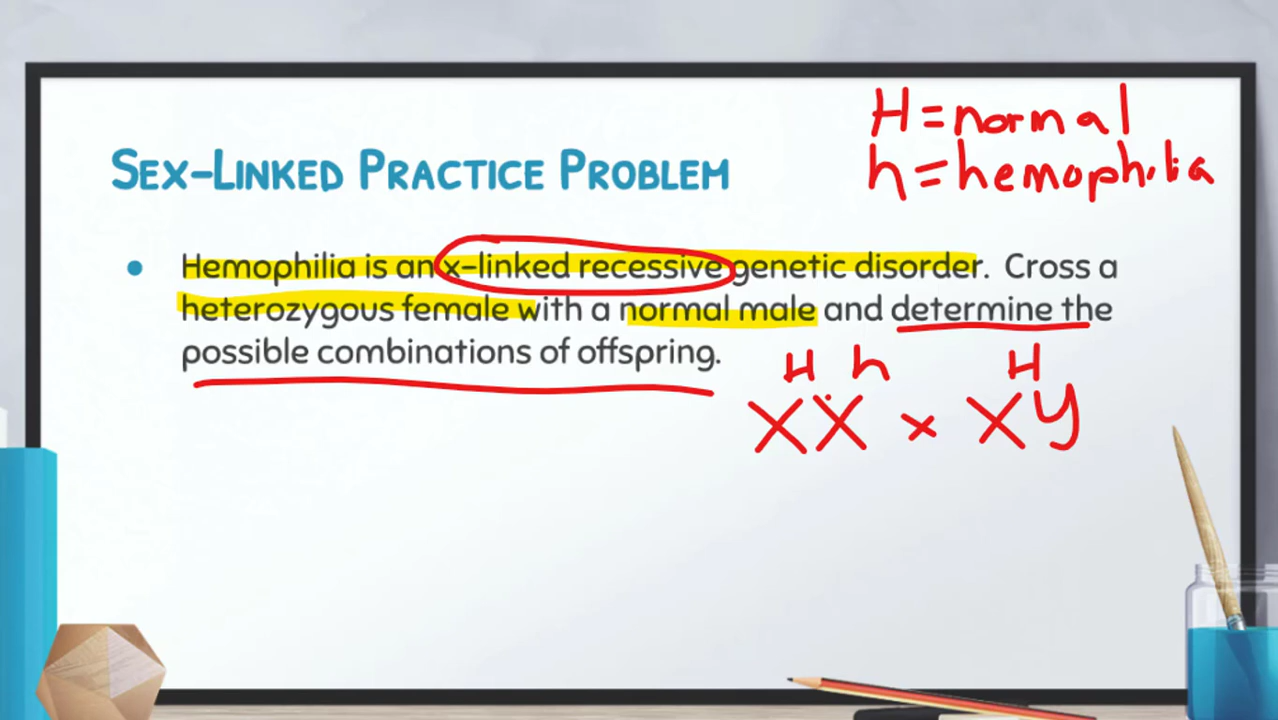 H=normal
h=hemophilia
SEX-LINKED PRACTICE PROBLEM
Hemophilia is an x-linked recessive genetic disorder. Cross a
heterozygous female with a normal male and determine the
possible combinations of offspring.
H h H
XX × XY